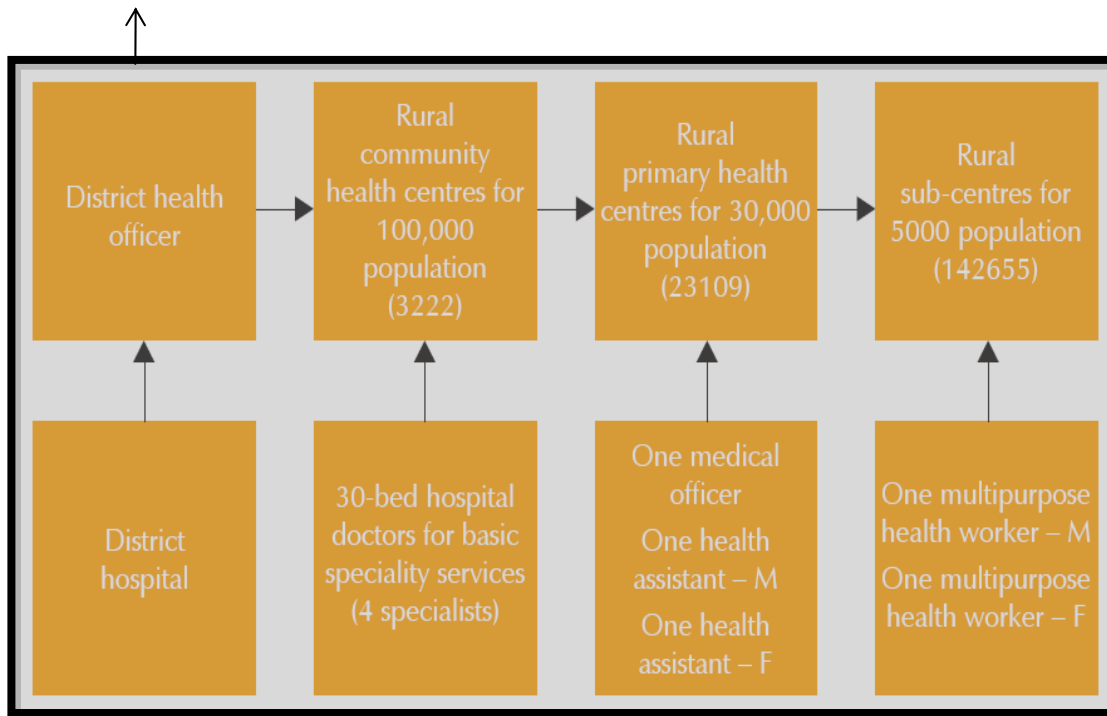 District health
officer
Rural
community
health centres for
100,000
population
(3222)
Rural
primary health
centres for 30,000
population
(23109)
Rural
sub-centres for
5000 population
(142655)
District
hospital
30-bed hospital
doctors for basic
speciality services
(4 specialists)
One medical
officer
One health
assistant – M
One health
assistant – F
One multipurpose
health worker – M
One multipurpose
health worker – F